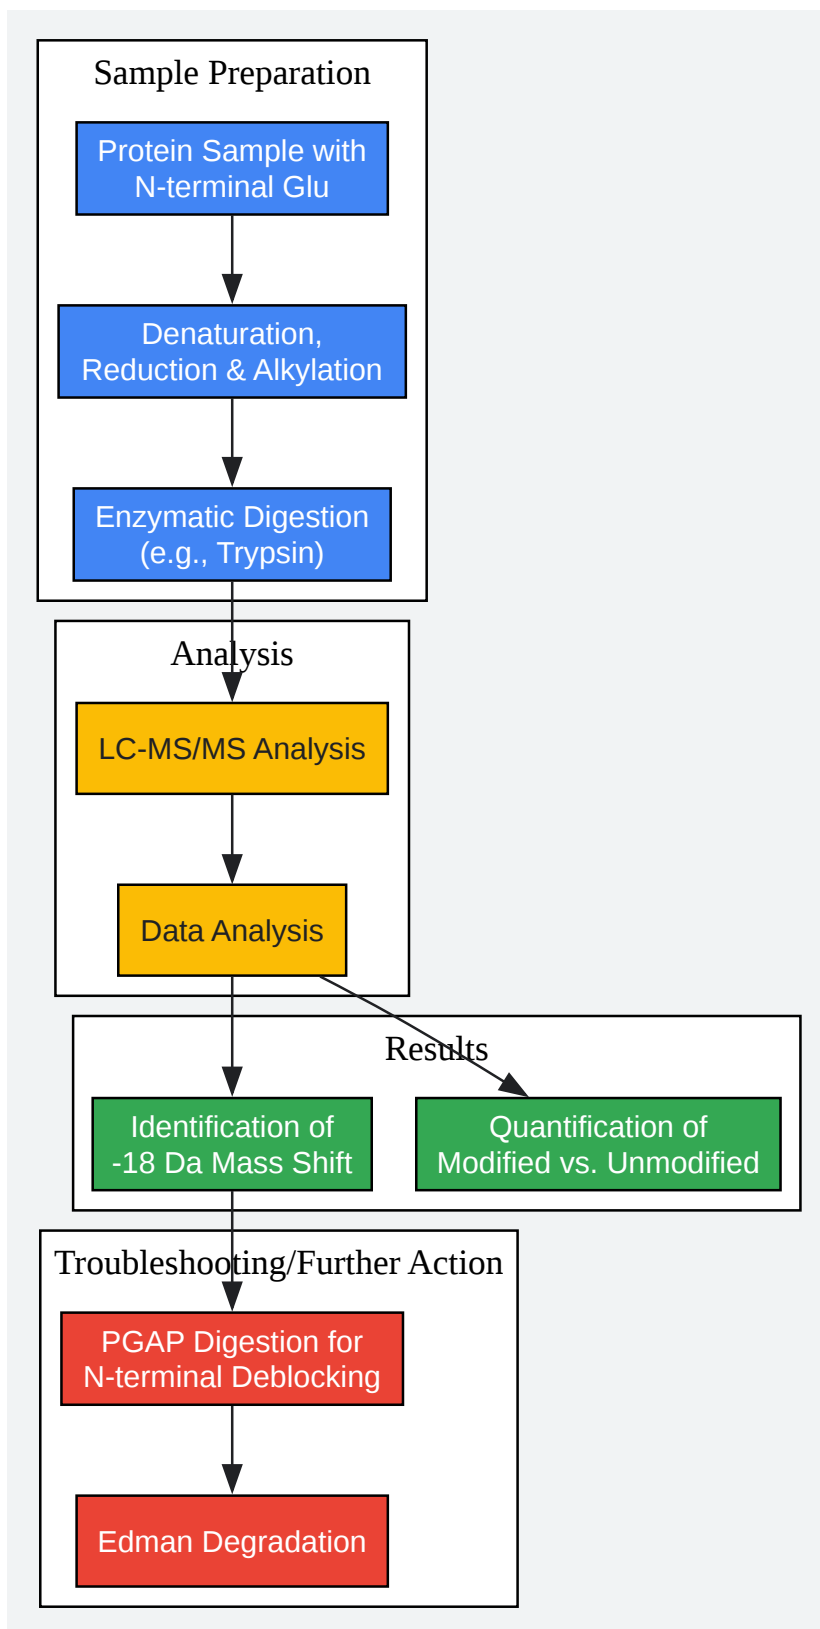 Sample Preparation
Protein Sample with
N-terminal Glu
Denaturation,
Reduction & Alkylation
Enzymatic Digestion
(e.g., Trypsin)
Analysis
LC-MS/MS Analysis
Data Analysis
Results
Identification of
-18 Da Mass Shift
Quantification of
Modified vs. Unmodified
Troubleshooting/Further Action
PGAP Digestion for
N-terminal Deblocking
Edman Degradation